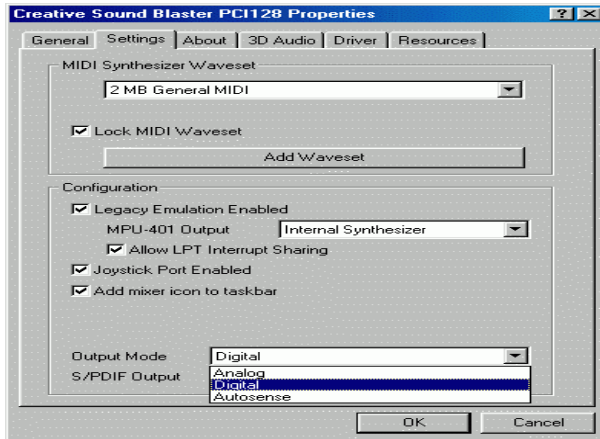 Creative Sound Blaster PCI128 Properties
General Settings About 3D Audio Driver Resources
MIDI Synthesizer Waveset
2 MB General MIDI
Lock MIDI Waveset
Add Waveset
Configuration
Legacy Emulation Enabled
MPU-401 Output Internal Synthesizer
Allow LPT Interrupt Sharing
Joystick Port Enabled
Add mixer icon to taskbar
Output Mode Digital
S/PDIF Output Analog
Digital
Autosense
OK Cancel